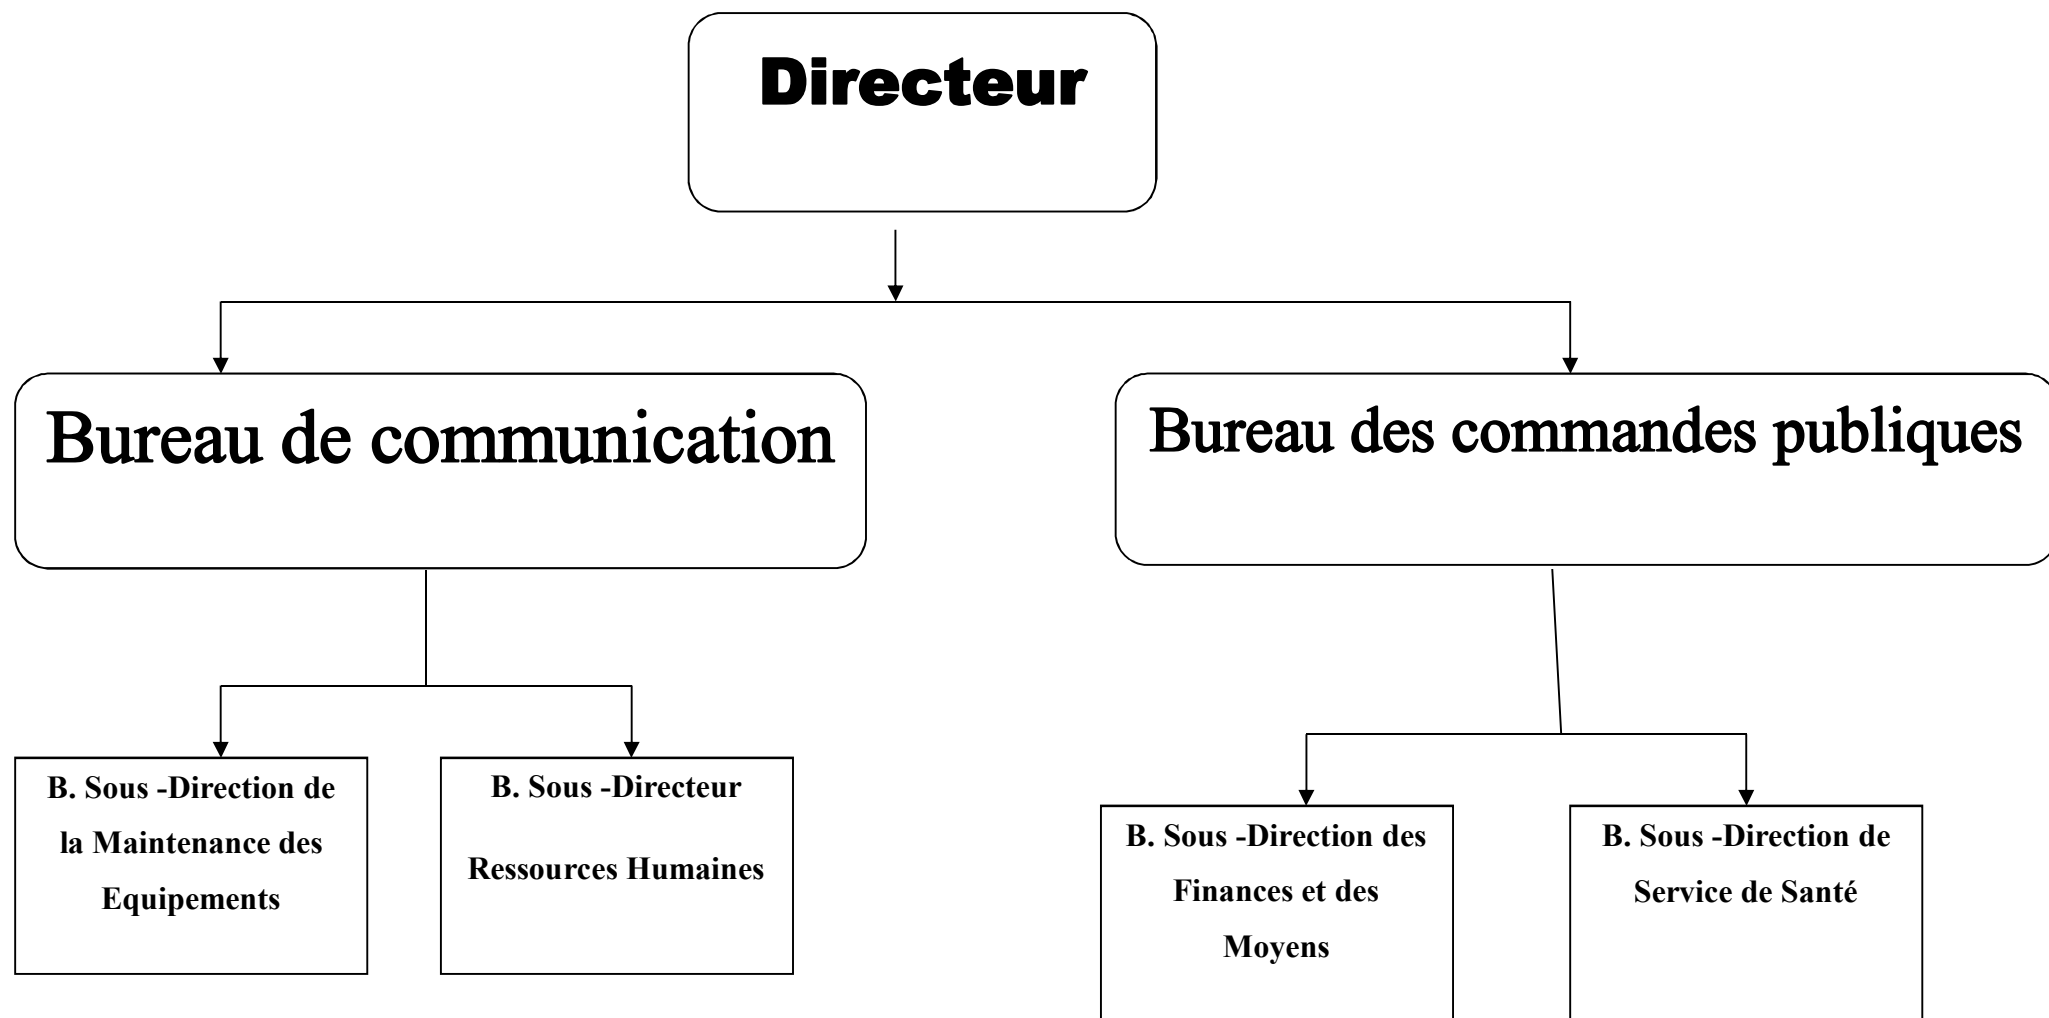 Directeur
Bureau de communication
Bureau des commandes publiques
B. Sous -Direction de
la Maintenance des
Equipements
B. Sous -Directeur
Ressources Humaines
B. Sous -Direction des
Finances et des
Moyens
B. Sous -Direction de
Service de Santé